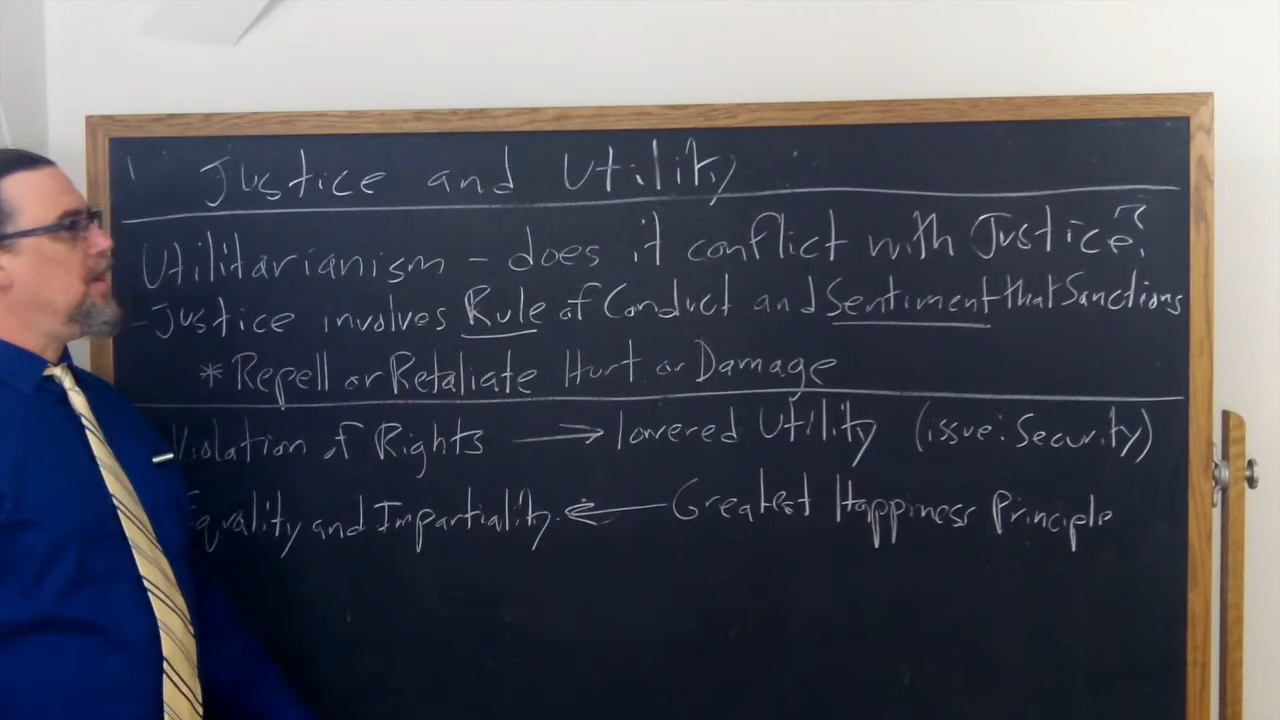 Justice and Utility
Utilitarianism - does it conflict with Justice?
- Justice involves Rule of Conduct and Sentiment that Sanctions
* Repell or Retaliate Hurt or Damage
Violation of Rights → lowered Utility (issue: Security)
Equality and Impartiality ← Greatest Happiness Principle